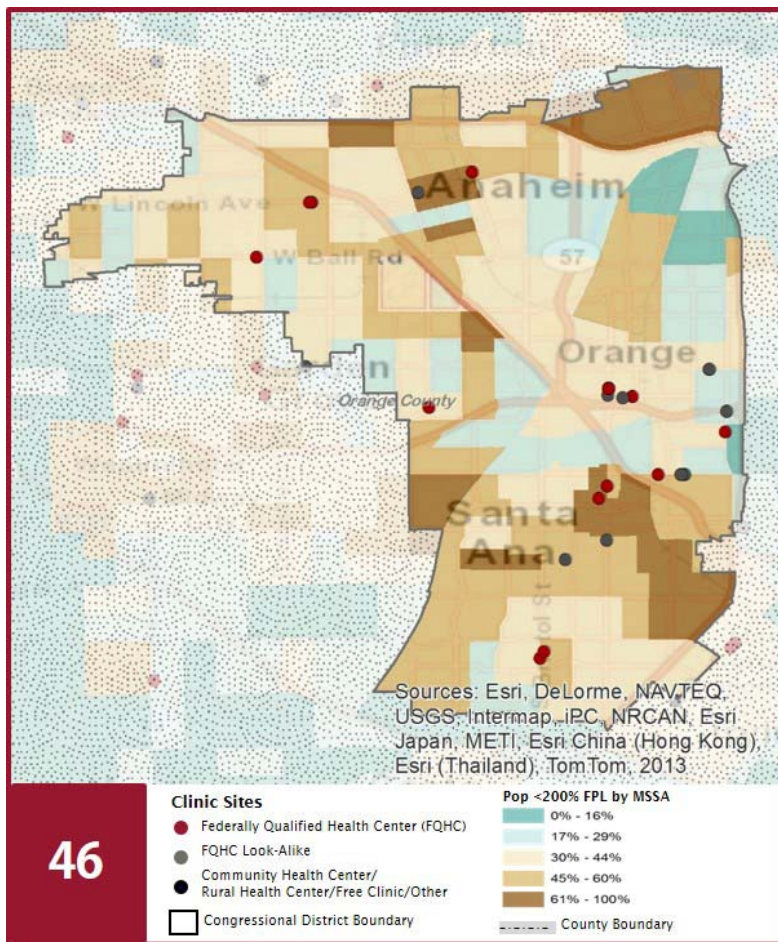 Anaheim
W Lincoln Ave
W Ball Rd
57
Orange
Orange County
Santa
Ana
Sources: Esri, DeLorme, NAVTEQ,
USGS, Intermap, iPC, NRCAN, Esri
Japan, METI, Esri China (Hong Kong),
Esri (Thailand), TomTom, 2013
46
Clinic Sites
Federally Qualified Health Center (FQHC)
FQHC Look-Alike
Community Health Center/
Rural Health Center/Free Clinic/Other
Congressional District Boundary
Pop <200% FPL by MSSA
0% - 16%
17% - 29%
30% - 44%
45% - 60%
61% - 100%
County Boundary